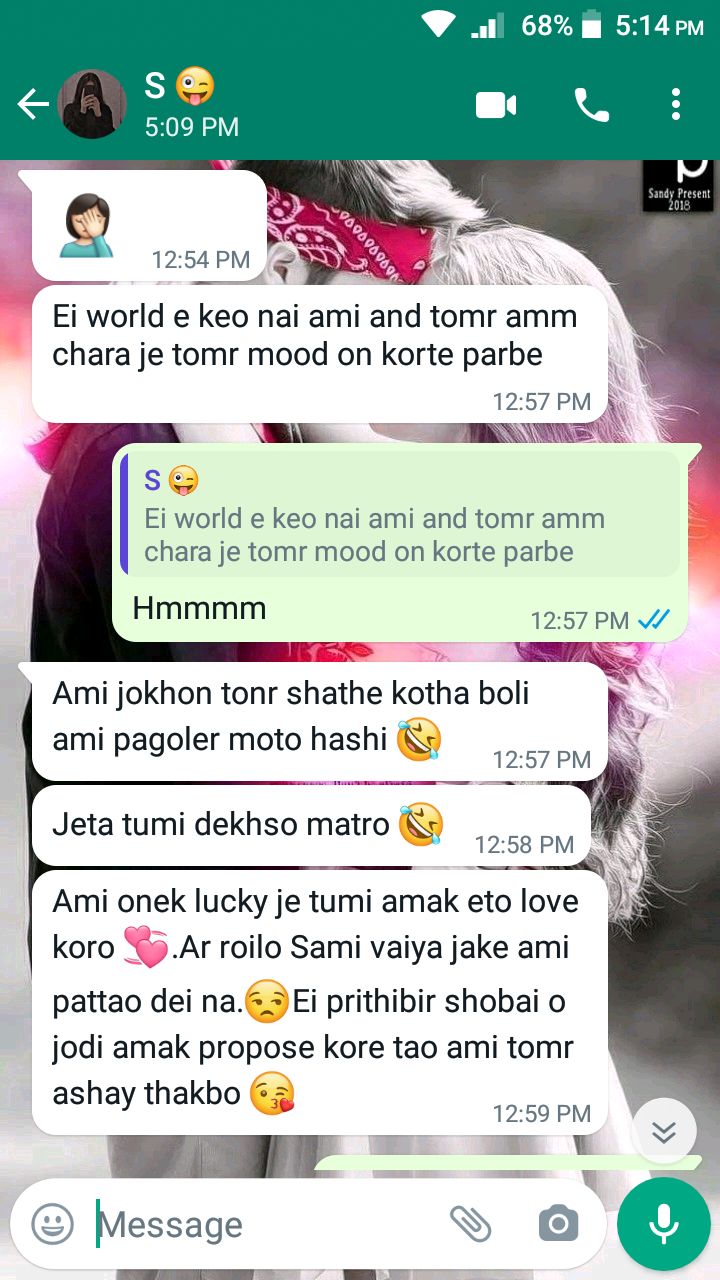 68% 5:14 PM
S 😜
5:09 PM
Sandy Present
2018
🤦🏻‍♀️ 12:54 PM
Ei world e keo nai ami and tomr amm
chara je tomr mood on korte parbe
12:57 PM
S 😜
Ei world e keo nai ami and tomr amm
chara je tomr mood on korte parbe
Hmmmm 12:57 PM
Ami jokhon tonr shathe kotha boli
ami pagoler moto hashi 🤣 12:57 PM
Jeta tumi dekhso matro 🤣 12:58 PM
Ami onek lucky je tumi amak eto love
koro 💞.Ar roilo Sami vaiya jake ami
pattao dei na.😒Ei prithibir shobai o
jodi amak propose kore tao ami tomr
ashay thakbo 😘 12:59 PM
Message